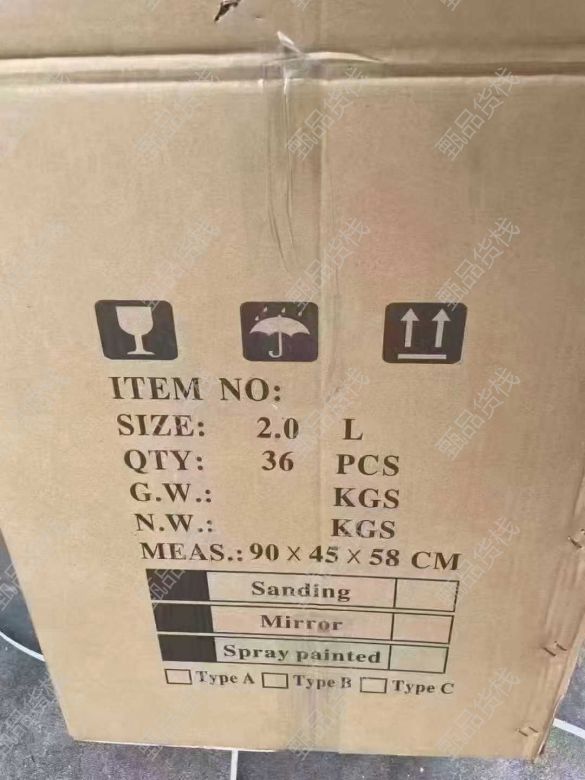 ITEM NO:
SIZE: 2.0 L
QTY: 36 PCS
G.W.: KGS
N.W.: KGS
MEAS.: 90 × 45 × 58 CM
Sanding
Mirror
Spray painted
Type A Type B Type C
甄品货栈